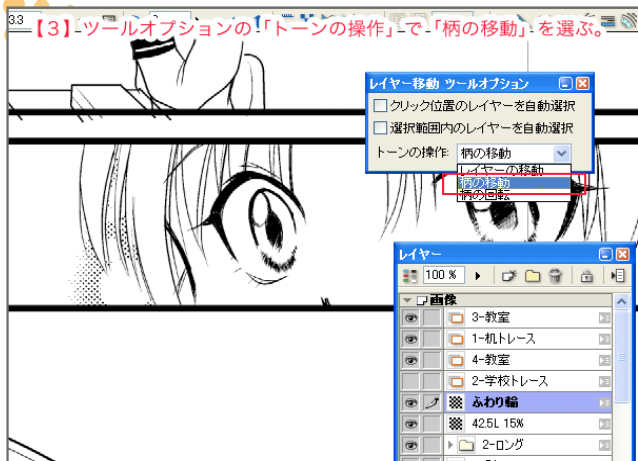 3.3
【3】ツールオプションの「トーンの操作」で「柄の移動」を選ぶ。
レイヤー移動 ツールオプション
クリック位置のレイヤーを自動選択
選択範囲内のレイヤーを自動選択
トーンの操作: 柄の移動
レイヤーの移動
柄の移動
柄の回転
レイヤー
100 %
画像
3-教室
1-机トレース
4-教室
2-学校トレース
ふわり輪
42.5L 15%
2-ロング